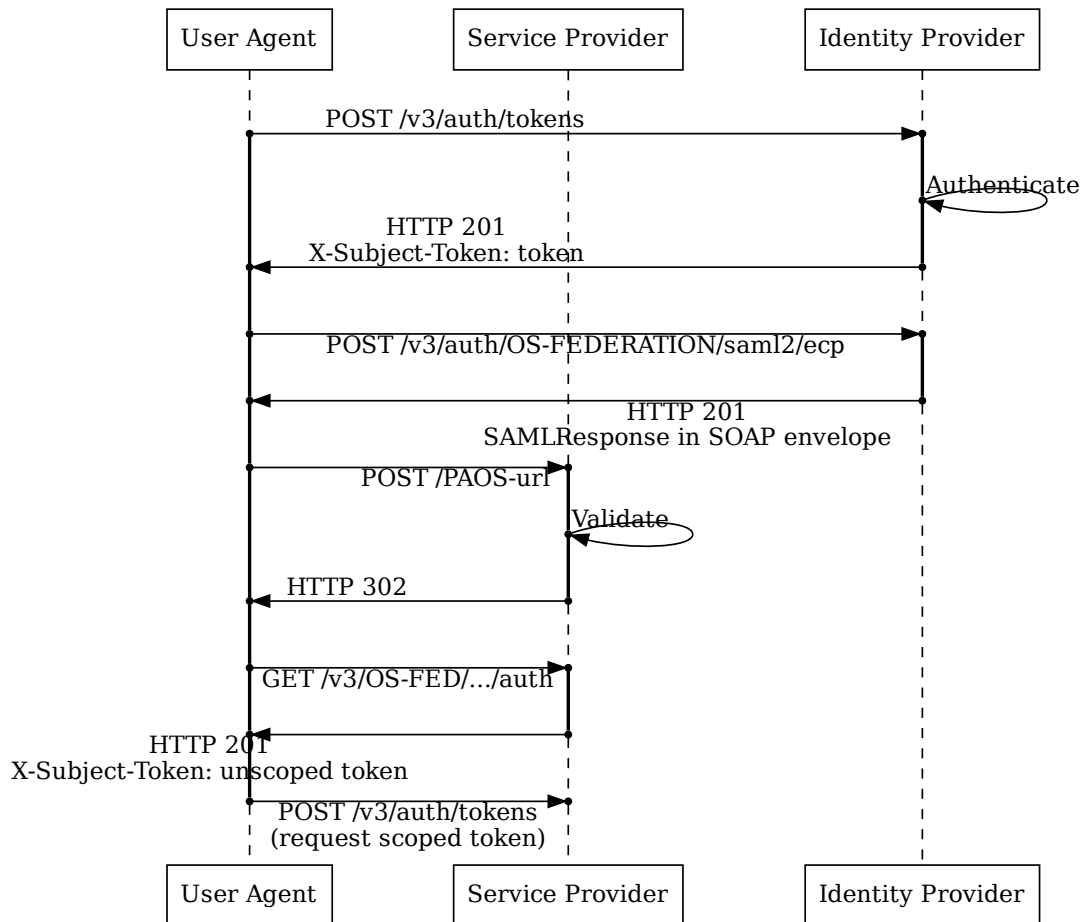 User Agent
Service Provider
Identity Provider
POST /v3/auth/tokens
Authenticate
HTTP 201
X-Subject-Token: token
POST /v3/auth/OS-FEDERATION/saml2/ecp
HTTP 201
SAMLResponse in SOAP envelope
POST /PAOS-url
Validate
HTTP 302
GET /v3/OS-FED/.../auth
HTTP 201
X-Subject-Token: unscoped token
POST /v3/auth/tokens
(request scoped token)
User Agent
Service Provider
Identity Provider